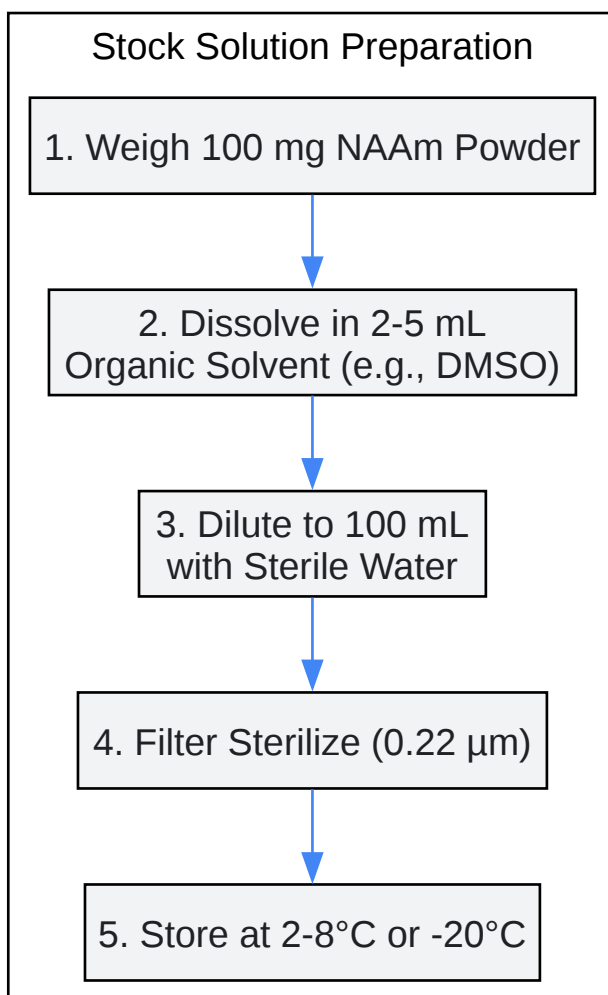 Stock Solution Preparation
1. Weigh 100 mg NAAm Powder
2. Dissolve in 2-5 mL
Organic Solvent (e.g., DMSO)
3. Dilute to 100 mL
with Sterile Water
4. Filter Sterilize (0.22 µm)
5. Store at 2-8°C or -20°C